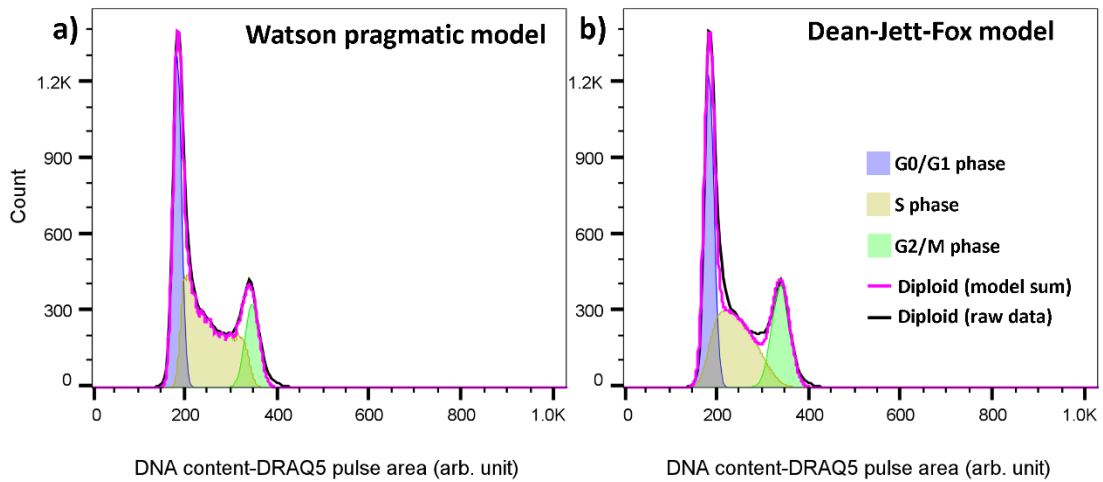 a)
Watson pragmatic model
1.2K
900
600
300
0
Count
0
200
400
600
800
1.0K
DNA content-DRAQ5 pulse area (arb. unit)
b)
Dean-Jett-Fox model
1.2K
900
600
300
0
G0/G1 phase
S phase
G2/M phase
Diploid (model sum)
Diploid (raw data)
0
200
400
600
800
1.0K
DNA content-DRAQ5 pulse area (arb. unit)